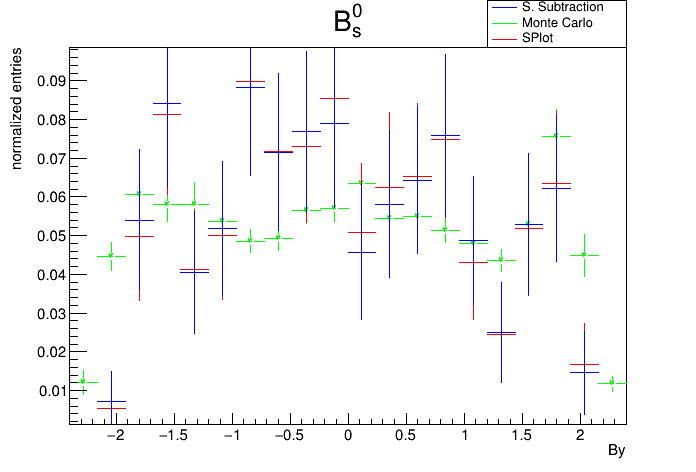 B_s^0
S. Subtraction
Monte Carlo
SPlot
normalized entries
0.09
0.08
0.07
0.06
0.05
0.04
0.03
0.02
0.01
−2 −1.5 −1 −0.5 0 0.5 1 1.5 2
By